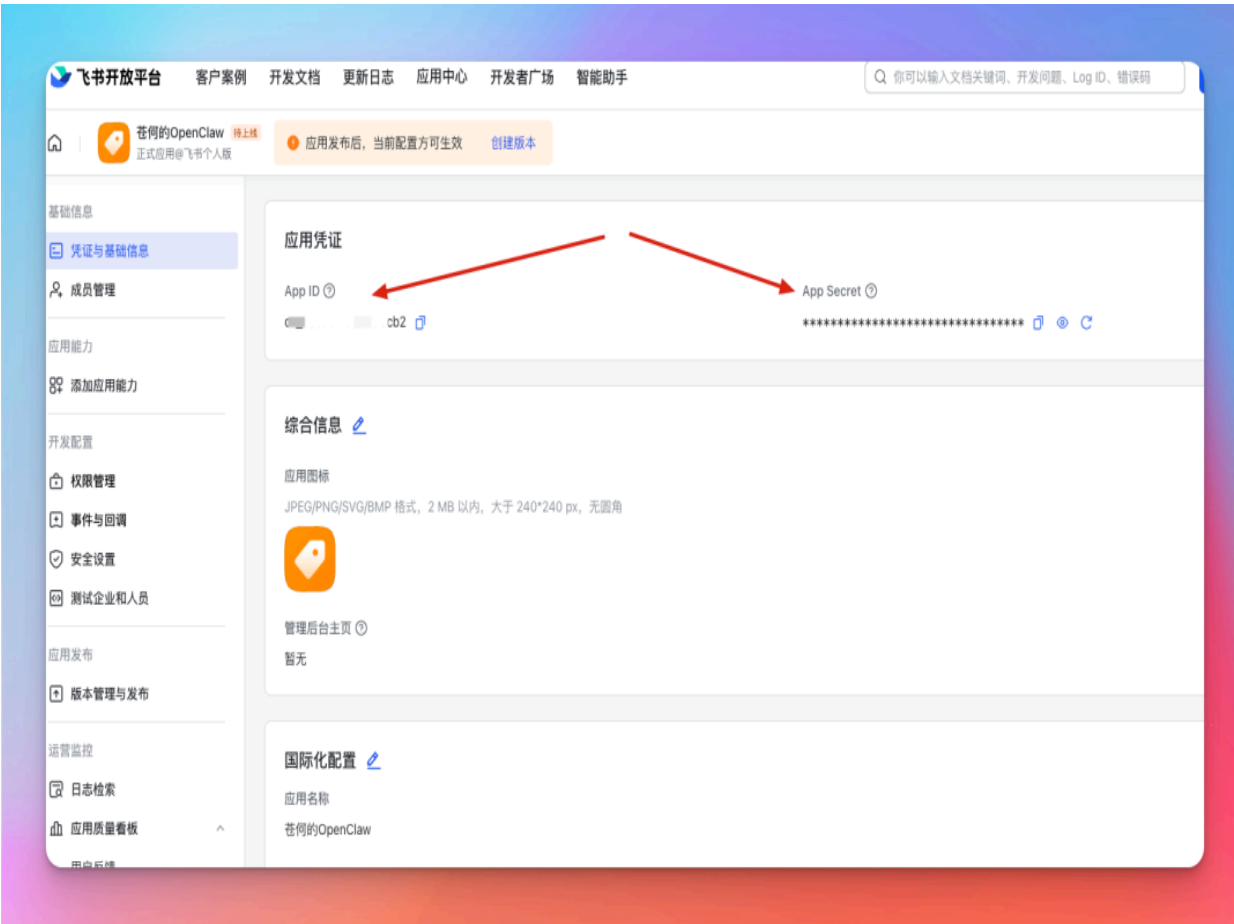 飞书开放平台 客户案例 开发文档 更新日志 应用中心 开发者广场 智能助手 你可以输入文档关键词、开发问题、Log ID、错误码
苍何的OpenClaw 待上线
正式应用@飞书个人版
应用发布后，当前配置方可生效 创建版本
基础信息
凭证与基础信息
成员管理
应用能力
添加应用能力
开发配置
权限管理
事件与回调
安全设置
测试企业和人员
应用发布
版本管理与发布
运营监控
日志检索
应用质量看板
用户反馈
应用凭证
App ID App Secret
cb2 ********************************
综合信息
应用图标
JPEG/PNG/SVG/BMP 格式，2 MB 以内，大于 240*240 px，无圆角
管理后台主页
暂无
国际化配置
应用名称
苍何的OpenClaw